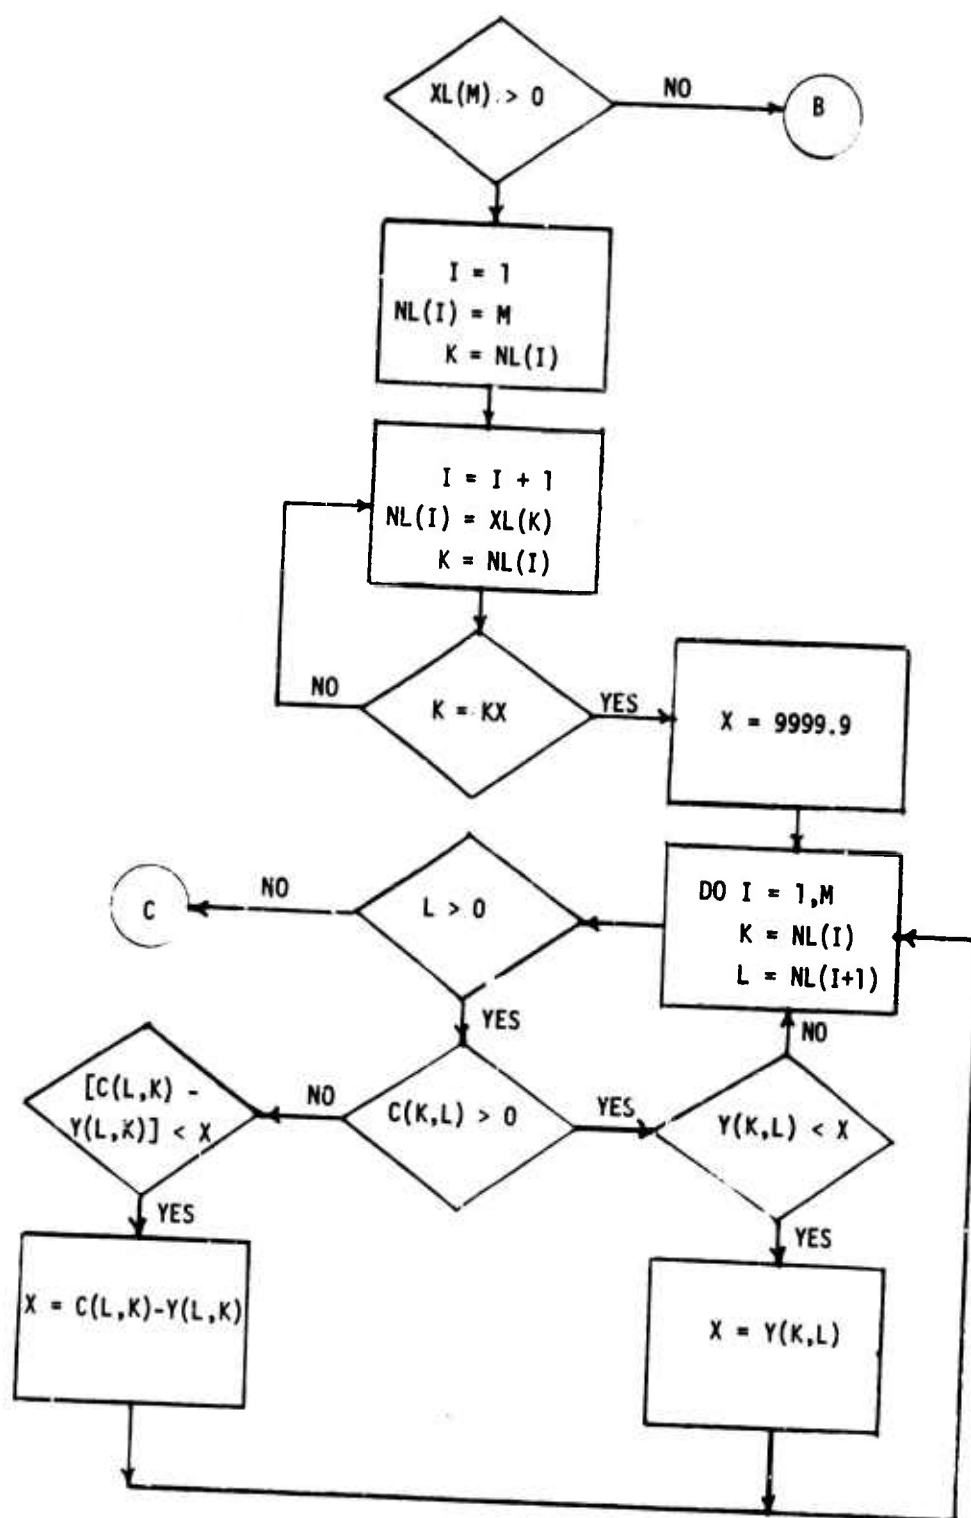 XL(M) > 0
NO
B
I = 1
NL(I) = M
K = NL(I)
I = I + 1
NL(I) = XL(K)
K = NL(I)
NO
K = KX
YES
X = 9999.9
C
NO
L > 0
DO I = 1,M
K = NL(I)
L = NL(I+1)
YES
NO
[C(L,K) -
Y(L,K)] < X
NO
C(K,L) > 0
YES
Y(K,L) < X
YES
YES
X = C(L,K)-Y(L,K)
X = Y(K,L)